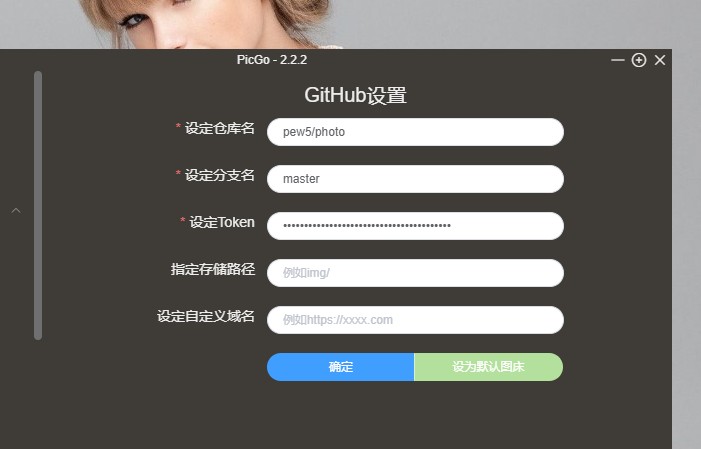 PicGo - 2.2.2
GitHub设置
* 设定仓库名 pew5/photo
* 设定分支名 master
* 设定Token ••••••••••••••••••••••••••••••••••••••••
指定存储路径 例如img/
设定自定义域名 例如https://xxxx.com
确定 设为默认图床